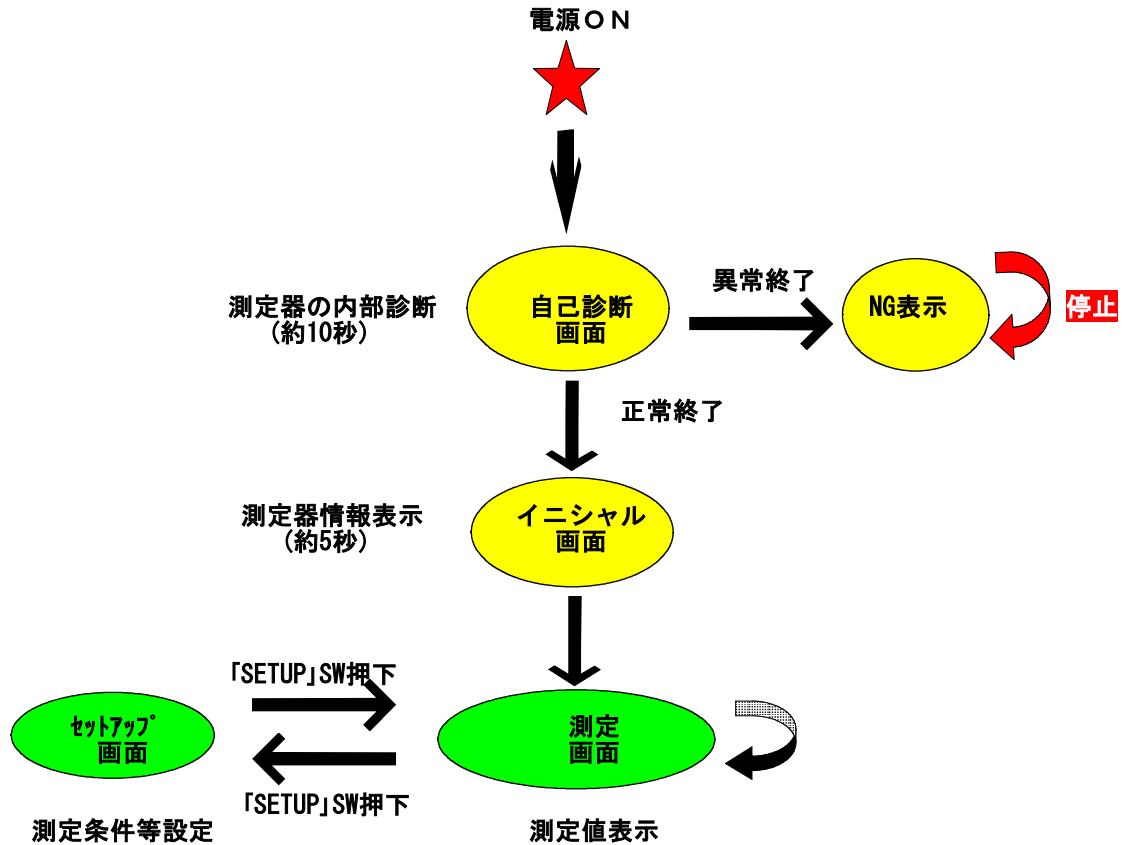 電源ＯＮ
測定器の内部診断
(約10秒)
自己診断
画面
異常終了
NG表示
停止
正常終了
測定器情報表示
(約5秒)
イニシャル
画面
｢SETUP｣SW押下
ｾｯﾄｱｯﾌﾟ
画面
測定
画面
｢SETUP｣SW押下
測定条件等設定
測定値表示